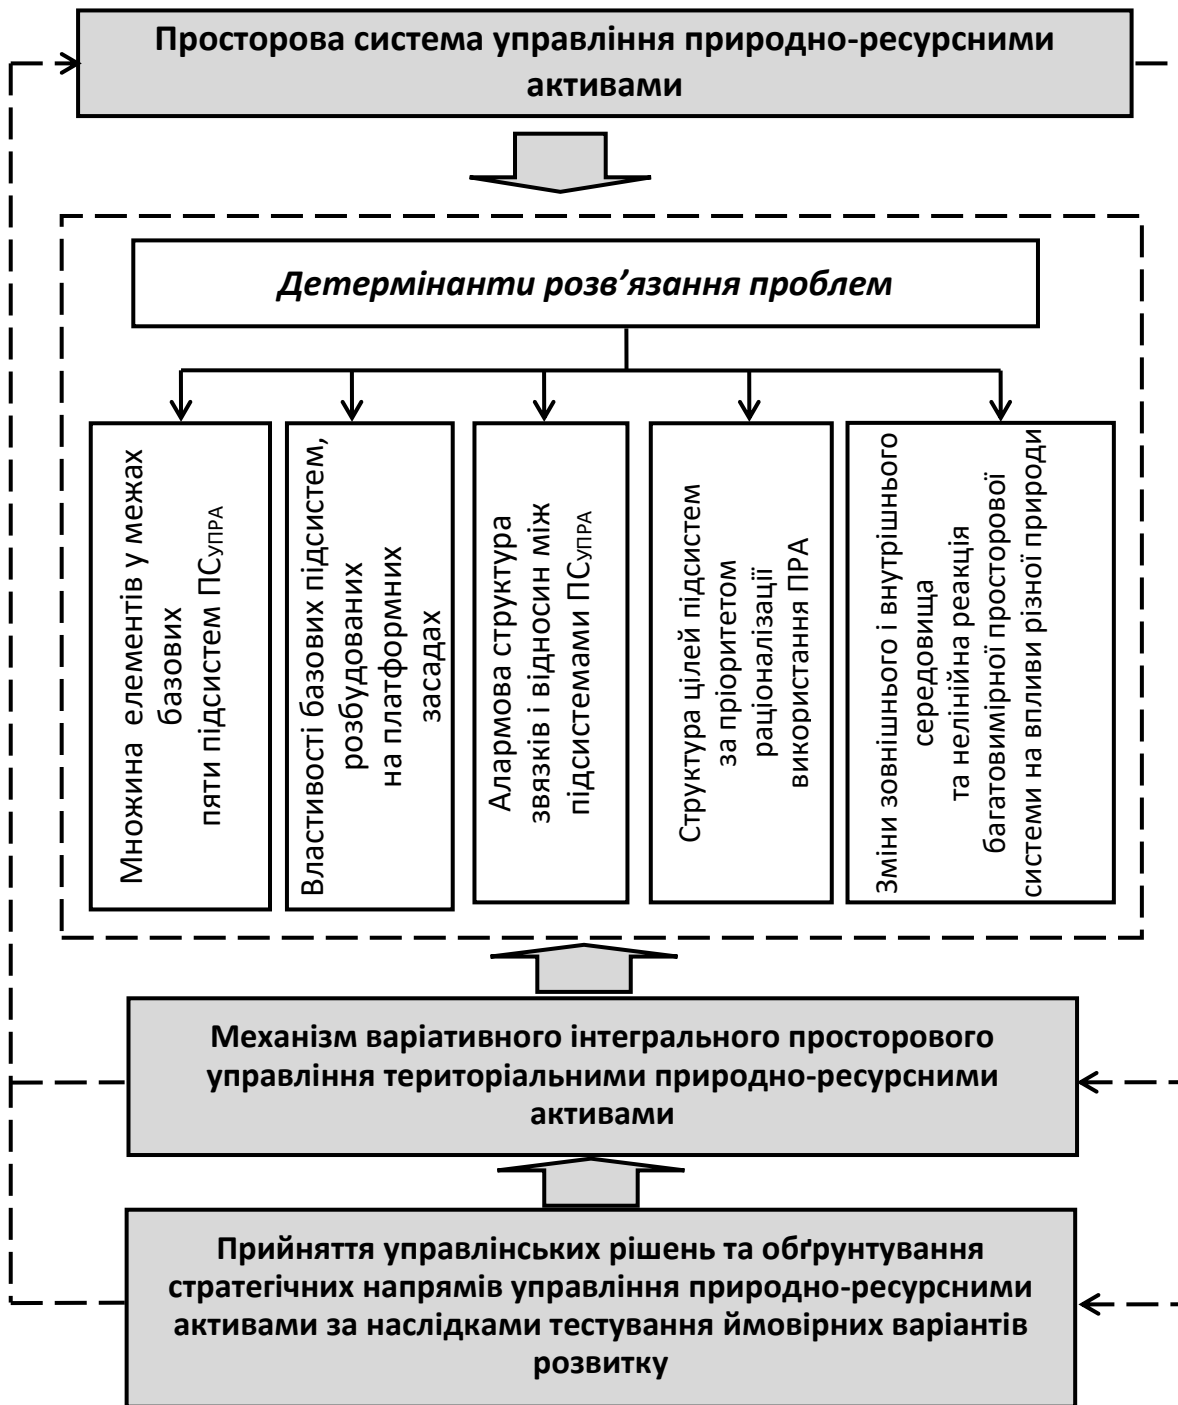 Просторова система управління природно-ресурсними
активами
Детермінанти розв’язання проблем
Множина елементів у межах
базових
пяти підсистем ПСУПРА
Властивості базових підсистем,
розбудованих
на платформних
засадах
Алармова структура
звязків і відносин між
підсистемами ПСУПРА
Структура цілей підсистем
за пріоритетом
раціоналізації
використання ПРА
Зміни зовнішнього і внутрішнього
середовища
та нелінійна реакція
багатовимірної просторової
системи на впливи різної природи
Механізм варіативного інтегрального просторового
управління територіальними природно-ресурсними
активами
Прийняття управлінських рішень та обґрунтування
стратегічних напрямів управління природно-ресурсними
активами за наслідками тестування ймовірних варіантів
розвитку